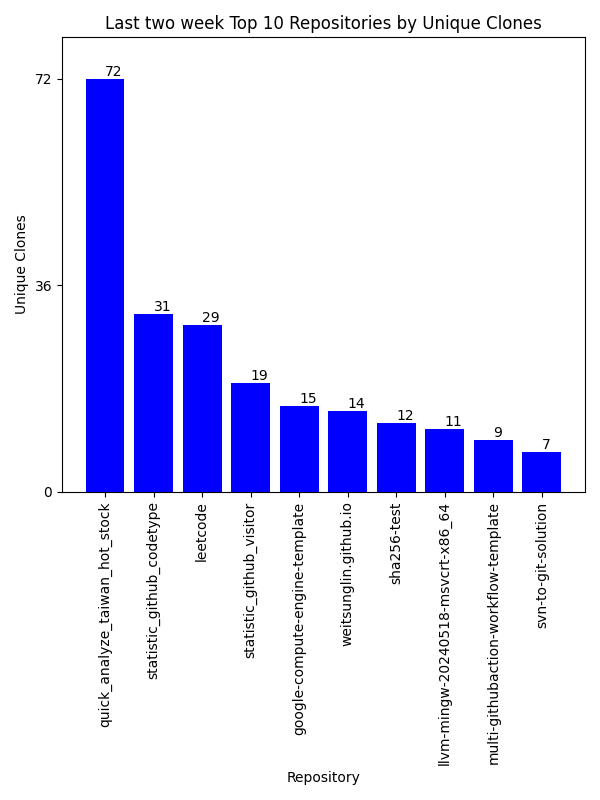 Last two week Top 10 Repositories by Unique Clones
Unique Clones
72
36
0
72
31
29
19
15
14
12
11
9
7
quick_analyze_taiwan_hot_stock
statistic_github_codetype
leetcode
statistic_github_visitor
google-compute-engine-template
weitsunglin.github.io
sha256-test
llvm-mingw-20240518-msvcrt-x86_64
multi-githubaction-workflow-template
svn-to-git-solution
Repository